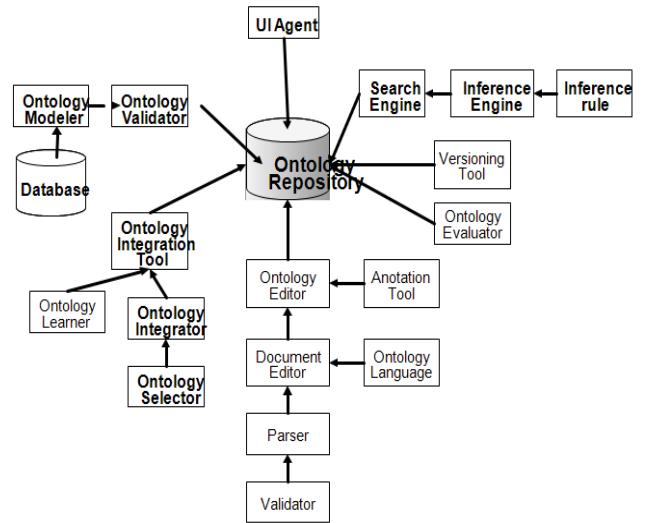 UI Agent
Ontology
Modeler
Ontology
Validator
Search
Engine
Inference
Engine
Inference
rule
Database
Ontology
Repository
Versioning
Tool
Ontology
Evaluator
Ontology
Integration
Tool
Ontology
Learner
Ontology
Integrator
Ontology
Selector
Ontology
Editor
Anotation
Tool
Document
Editor
Ontology
Language
Parser
Validator